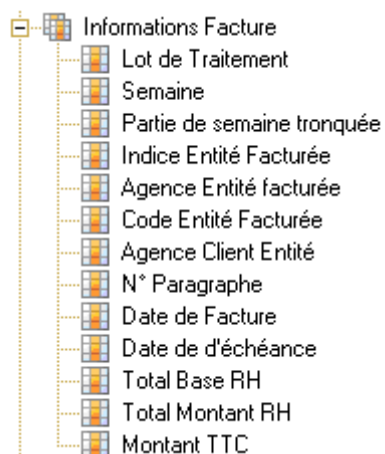 Informations Facture
Lot de Traitement
Semaine
Partie de semaine tronquée
Indice Entité Facturée
Agence Entité facturée
Code Entité Facturée
Agence Client Entité
N° Paragraphe
Date de Facture
Date de d'échéance
Total Base RH
Total Montant RH
Montant TTC